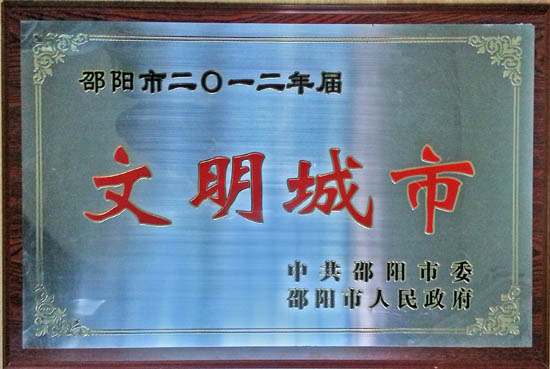 邵阳市二〇一二年届
文明城市
中共邵阳市委
邵阳市人民政府